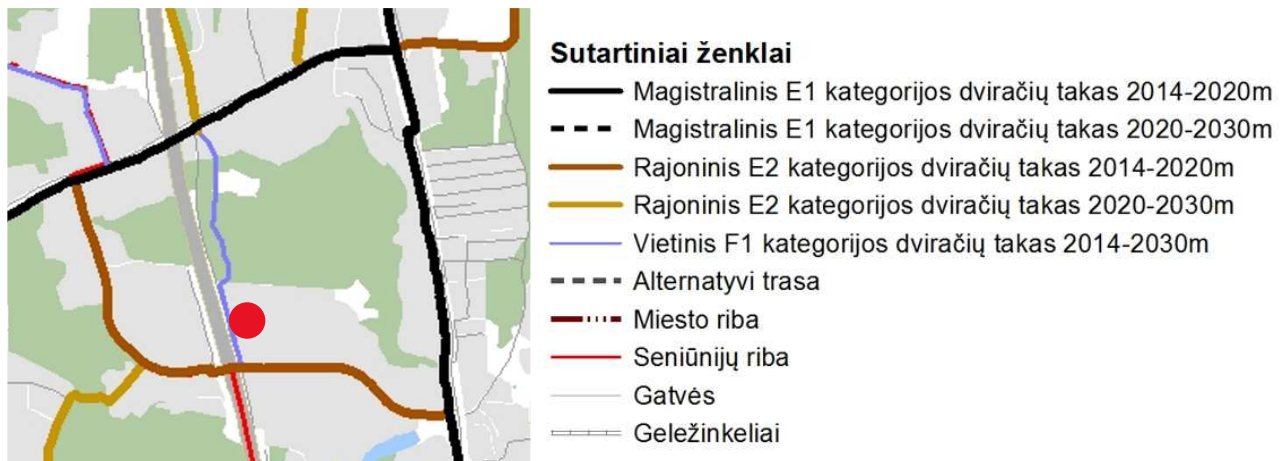 Sutartiniai ženklai
Magistralinis E1 kategorijos dviračių takas 2014-2020m
Magistralinis E1 kategorijos dviračių takas 2020-2030m
Rajoninis E2 kategorijos dviračių takas 2014-2020m
Rajoninis E2 kategorijos dviračių takas 2020-2030m
Vietinis F1 kategorijos dviračių takas 2014-2030m
Alternatyvi trasa
Miesto riba
Seniūnijų riba
Gatvės
Geležinkeliai